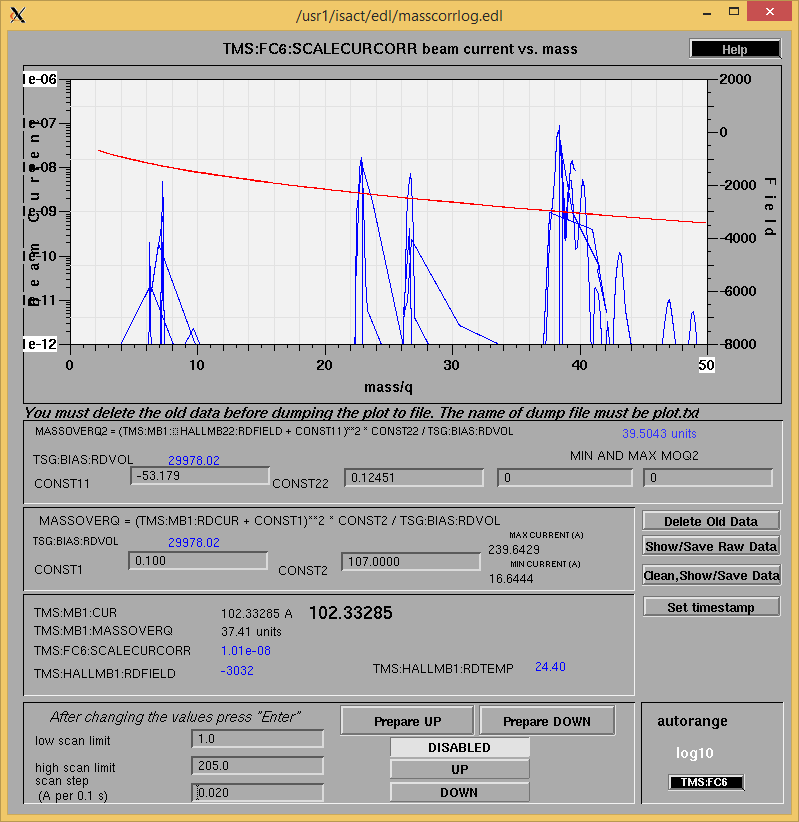 /usr1/isact/edl/masscorrlog.edl
TMS:FC6:SCALECURCORR beam current vs. mass
Help
1e-06
1e-07
1e-08
1e-09
1e-10
1e-11
1e-12
Beam Current
2000
0
-2000
-4000
-6000
-8000
Field
0 10 20 30 40 50
mass/q
You must delete the old data before dumping the plot to file. The name of dump file must be plot.txt
MASSOVERQ2 = (TMS:MB1: HALLMB22:RDFIELD + CONST11)**2 * CONST22 / TSG:BIAS:RDVOL 39.5043 units
TSG:BIAS:RDVOL 29978.02 MIN AND MAX MOQ2
CONST11 -53.179 CONST22 0.12451 0 0
MASSOVERQ = (TMS:MB1:RDCUR + CONST1)**2 * CONST2 / TSG:BIAS:RDVOL
TSG:BIAS:RDVOL 29978.02
MAX CURRENT (A)
239.6429
CONST1 0.100 CONST2 107.0000
MIN CURRENT (A)
16.6444
Delete Old Data
Show/Save Raw Data
Clean,Show/Save Data
Set timestamp
TMS:MB1:CUR 102.33285 A 102.33285
TMS:MB1:MASSOVERQ 37.41 units
TMS:FC6:SCALECURCORR 1.01e-08
TMS:HALLMB1:RDFIELD -3032 TMS:HALLMB1:RDTEMP 24.40
After changing the values press "Enter"
low scan limit 1.0
high scan limit 205.0
scan step
(A per 0.1 s) 0.020
Prepare UP Prepare DOWN
DISABLED
UP
DOWN
autorange
log10
TMS:FC6